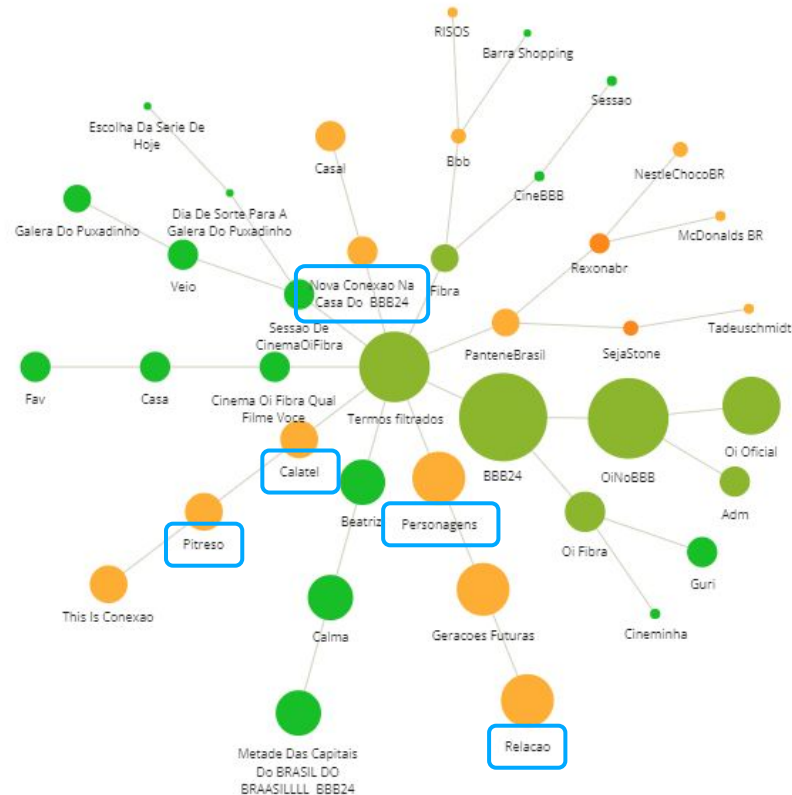 RISOS
Barra Shopping
Sessao
Escolha Da Serie De
Hoje
Casal
Bbb
NestleChocoBR
CineBBB
Galera Do Puxadinho
Dia De Sorte Para A
Galera Do Puxadinho
McDonalds BR
Rexonabr
Veio
Nova Conexao Na
Casa Do BBB24
Fibra
Sessao De
CinemaOiFibra
PanteneBrasil
SejaStone
Tadeuschmidt
Fav
Casa
Cinema Oi Fibra Qual
Filme Voce
Termos filtrados
BBB24
OiNoBBB
Oi Oficial
Calatel
Beatriz
Personagens
Adm
Pitreso
Oi Fibra
Guri
This Is Conexao
Calma
Geracoes Futuras
Cineminha
Relacao
Metade Das Capitais
Do BRASIL DO
BRAASILLLL BBB24